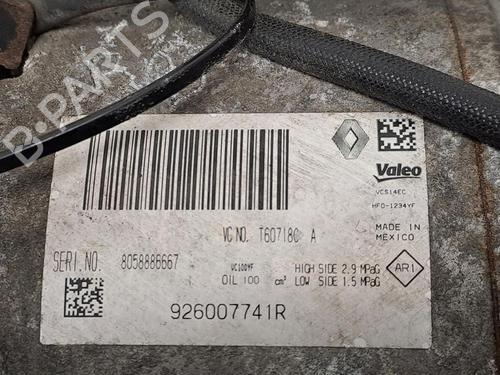 B-PARTS
Valeo
VCS14EC
HFO-1234YF
MADE IN
MEXICO
VC NO. T60718C A
SERI.NO. 8058886667
VC100YF
OIL 100 cm³
HIGH SIDE 2.9 MPaG
LOW SIDE 1.5 MPaG
AR1
926007741R